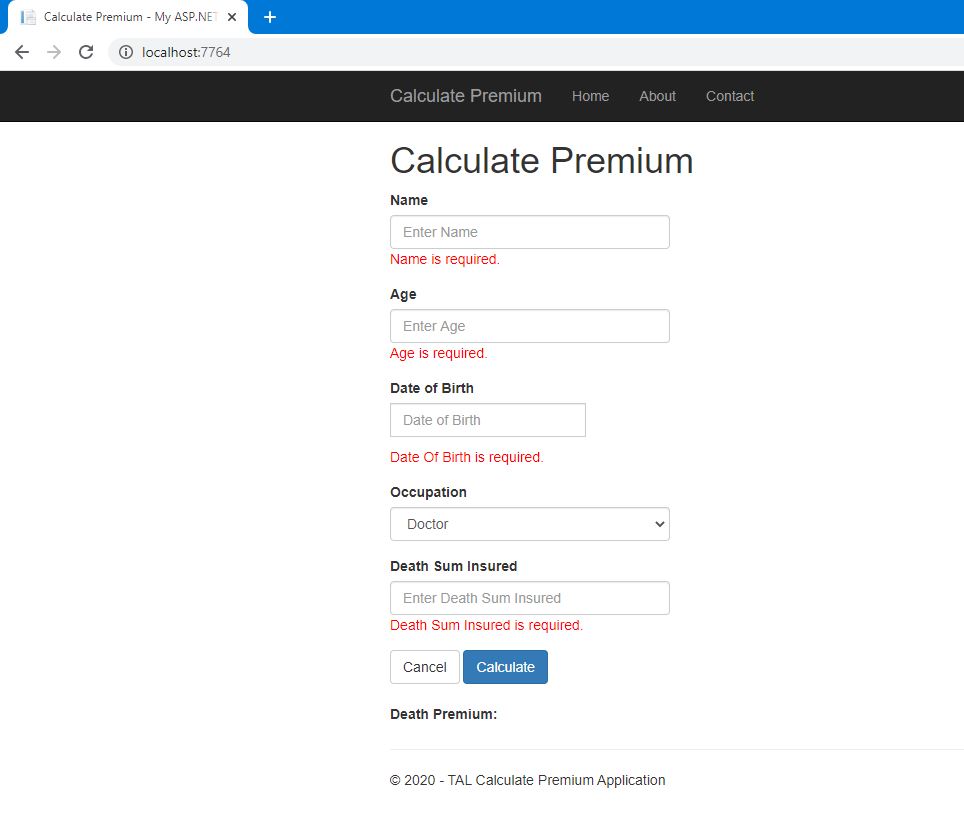 Calculate Premium - My ASP.NET
localhost:7764
Calculate Premium Home About Contact
Calculate Premium
Name
Enter Name
Name is required.
Age
Enter Age
Age is required.
Date of Birth
Date of Birth
Date Of Birth is required.
Occupation
Doctor
Death Sum Insured
Enter Death Sum Insured
Death Sum Insured is required.
Cancel Calculate
Death Premium:
© 2020 - TAL Calculate Premium Application